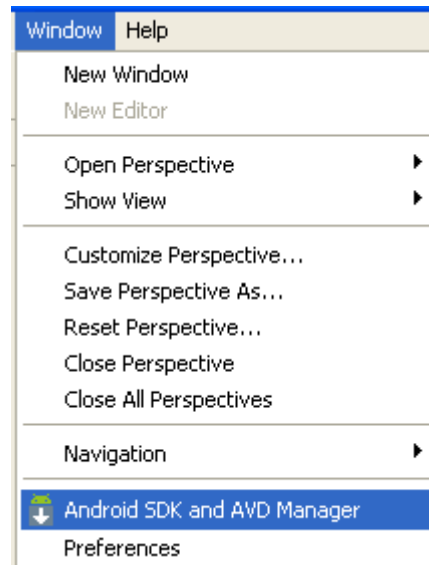 Window Help
New Window
New Editor
Open Perspective
Show View
Customize Perspective...
Save Perspective As...
Reset Perspective...
Close Perspective
Close All Perspectives
Navigation
Android SDK and AVD Manager
Preferences